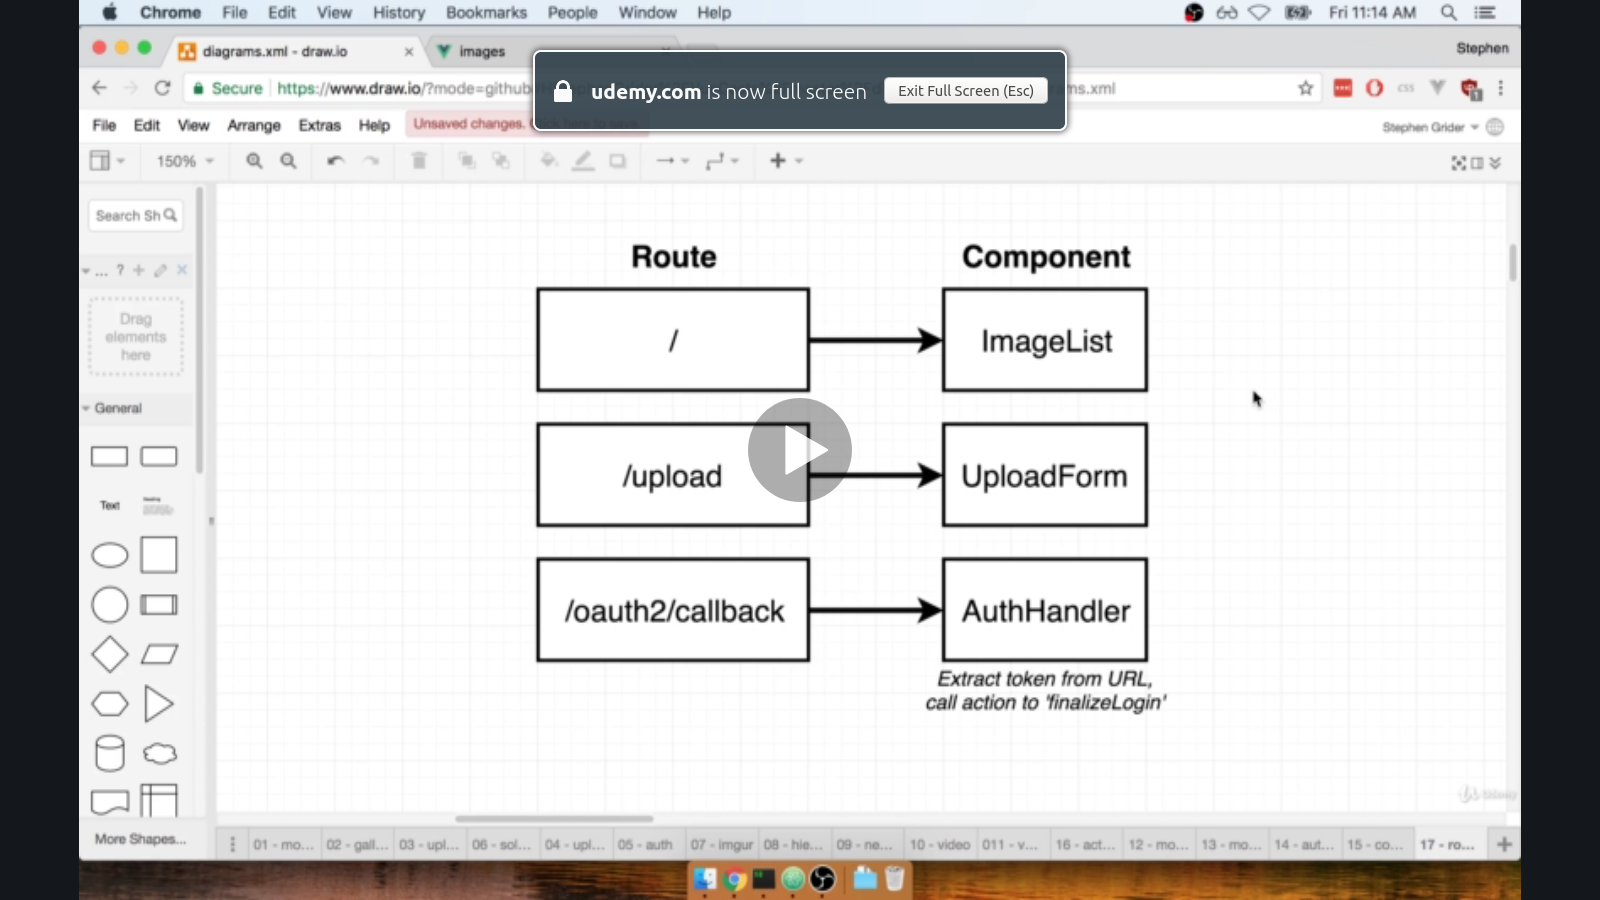 Chrome File Edit View History Bookmarks People Window Help Fri 11:14 AM
diagrams.xml - draw.io images Stephen
Secure https://www.draw.io/?mode=github ms.xml
udemy.com is now full screen Exit Full Screen (Esc)
File Edit View Arrange Extras Help Unsaved changes. Stephen Grider
150%
Search Sh
... ?
Drag
elements
here
General
Text
More Shapes...
Route Component
/ ImageList
/upload UploadForm
/oauth2/callback AuthHandler
Extract token from URL,
call action to 'finalizeLogin'
01 - mo... 02 - gall... 03 - upl... 06 - sol... 04 - upl... 05 - auth 07 - imgur 08 - hie... 09 - ne... 10 - video 011 - v... 16 - act... 12 - mo... 13 - mo... 14 - aut... 15 - co... 17 - ro...